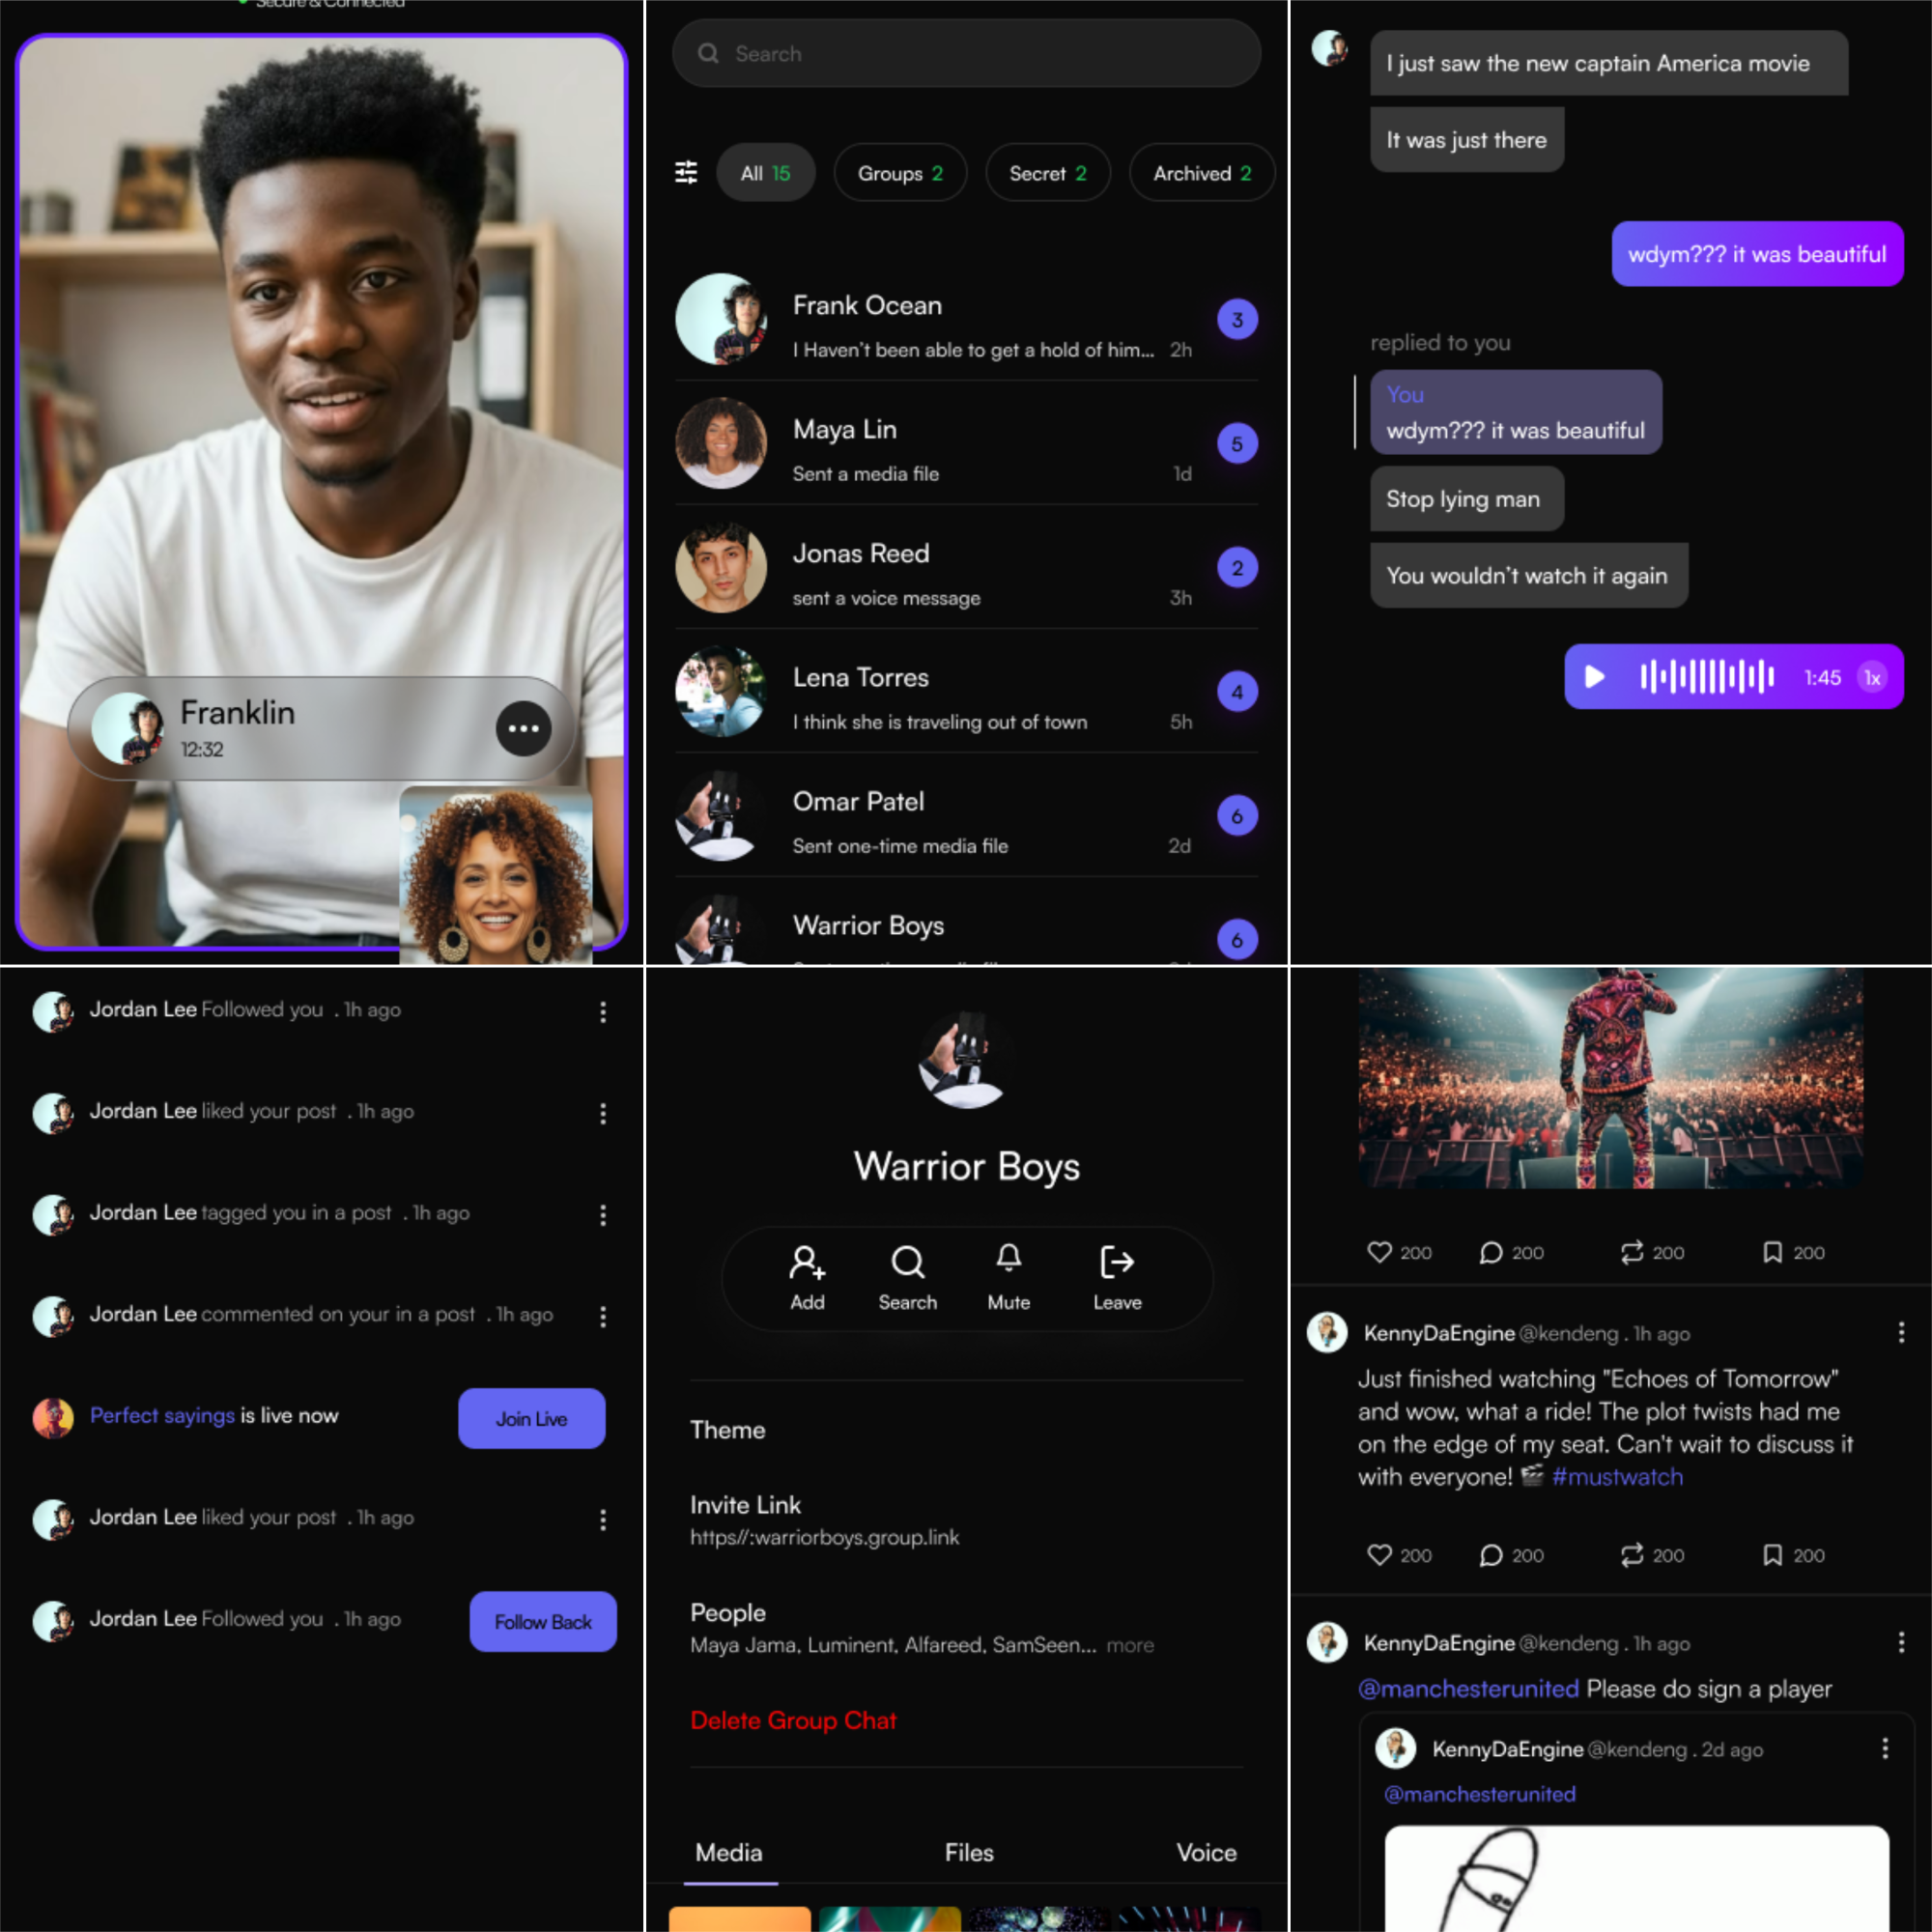 Secure & Connected
Franklin
12:32
Search
All 15
Groups 2
Secret 2
Archived 2
Frank Ocean
3
I Haven't been able to get a hold of him... 2h
Maya Lin
5
Sent a media file 1d
Jonas Reed
2
sent a voice message 3h
Lena Torres
4
I think she is traveling out of town 5h
Omar Patel
6
Sent one-time media file 2d
Warrior Boys
6
I just saw the new captain America movie
It was just there
wdym??? it was beautiful
replied to you
You
wdym??? it was beautiful
Stop lying man
You wouldn't watch it again
1:45 1x
Jordan Lee Followed you . 1h ago
Jordan Lee liked your post . 1h ago
Jordan Lee tagged you in a post . 1h ago
Jordan Lee commented on your in a post . 1h ago
Perfect sayings is live now
Join Live
Jordan Lee liked your post . 1h ago
Jordan Lee Followed you . 1h ago
Follow Back
Warrior Boys
Add
Search
Mute
Leave
Theme
Invite Link
https//:warriorboys.group.link
People
Maya Jama, Luminent, Alfareed, SamSeen... more
Delete Group Chat
Media
Files
Voice
200 200 200 200
KennyDaEngine @kendeng . 1h ago
Just finished watching "Echoes of Tomorrow"
and wow, what a ride! The plot twists had me
on the edge of my seat. Can't wait to discuss it
with everyone! 🎬 #mustwatch
200 200 200 200
KennyDaEngine @kendeng . 1h ago
@manchesterunited Please do sign a player
KennyDaEngine @kendeng . 2d ago
@manchesterunited